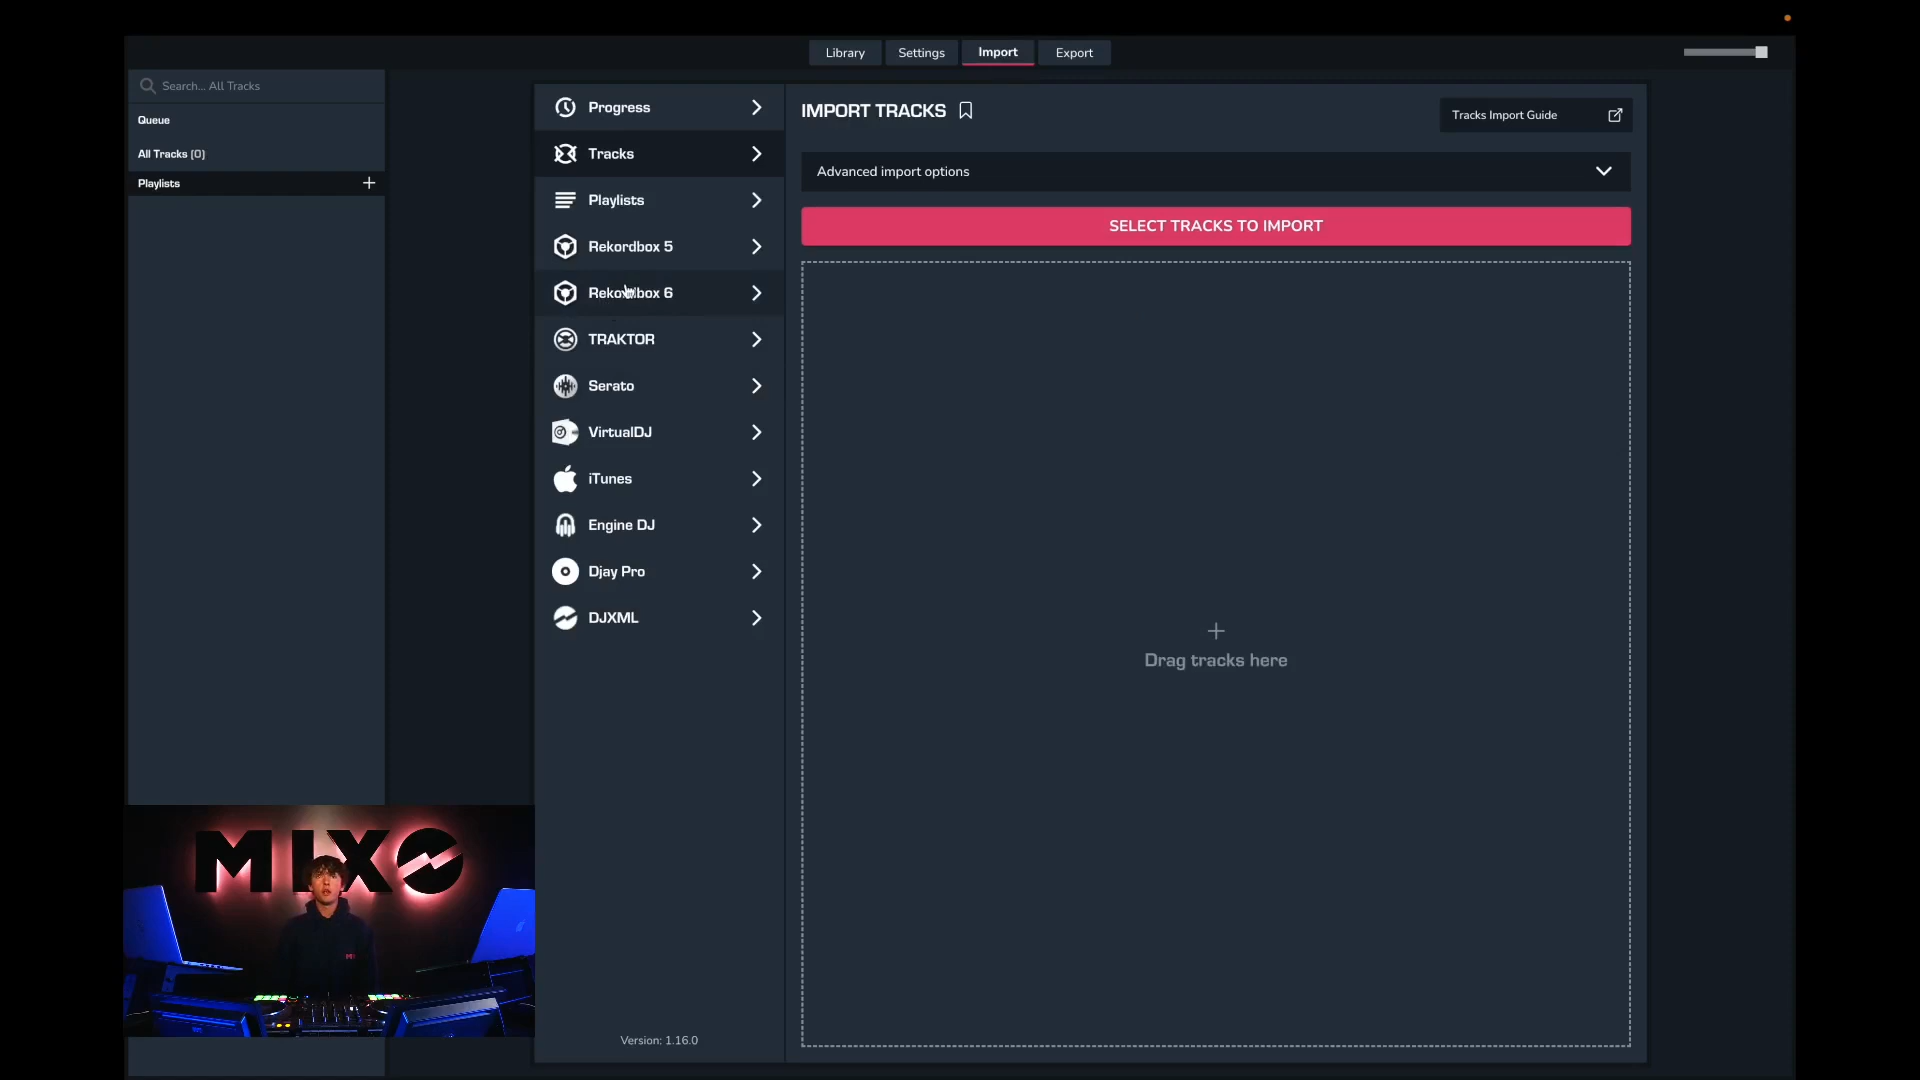 Library
Settings
Import
Export
Search... All Tracks
Queue
All Tracks (0)
Playlists
Progress
Tracks
Playlists
Rekordbox 5
Rekordbox 6
TRAKTOR
Serato
VirtualDJ
iTunes
Engine DJ
Djay Pro
DJXML
Version: 1.16.0
IMPORT TRACKS
Tracks Import Guide
Advanced import options
SELECT TRACKS TO IMPORT
Drag tracks here
MIXO